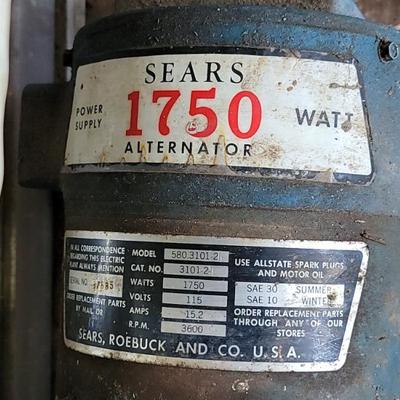 SEARS
POWER SUPPLY 1750 WATT
ALTERNATOR
IN ALL CORRESPONDENCE
REGARDING THIS ELECTRIC
PLANT ALWAYS MENTION
SERIAL NO.
ORDER REPLACEMENT PARTS
BY MAIL OR
MODEL 580.3101 2
CAT. NO. 3101 2
WATTS 1750
VOLTS 115
AMPS 15.2
R.P.M. 3600
USE ALLSTATE SPARK PLUGS
AND MOTOR OIL
SAE 30 SUMMER
SAE 10 WINTER
ORDER REPLACEMENT PARTS
THROUGH ANY OF OUR
STORES
SEARS, ROEBUCK AND CO. U.S.A.